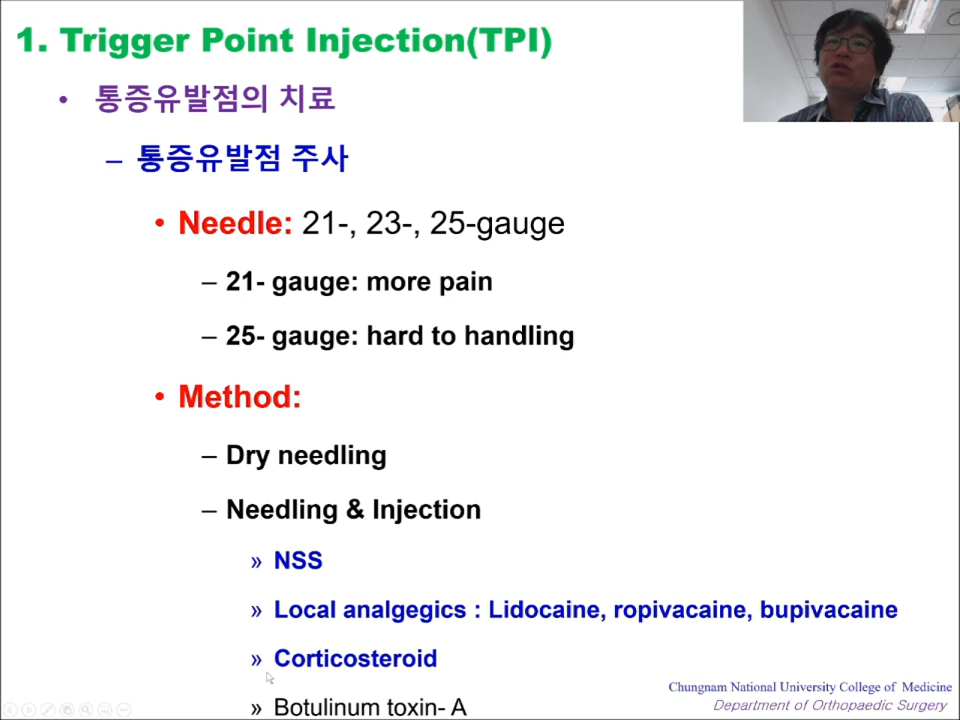 1. Trigger Point Injection(TPI)
• 통증유발점의 치료
– 통증유발점 주사
• Needle: 21-, 23-, 25-gauge
– 21- gauge: more pain
– 25- gauge: hard to handling
• Method:
– Dry needling
– Needling & Injection
» NSS
» Local analgegics : Lidocaine, ropivacaine, bupivacaine
» Corticosteroid
» Botulinum toxin- A
Chungnam National University College of Medicine
Department of Orthopaedic Surgery